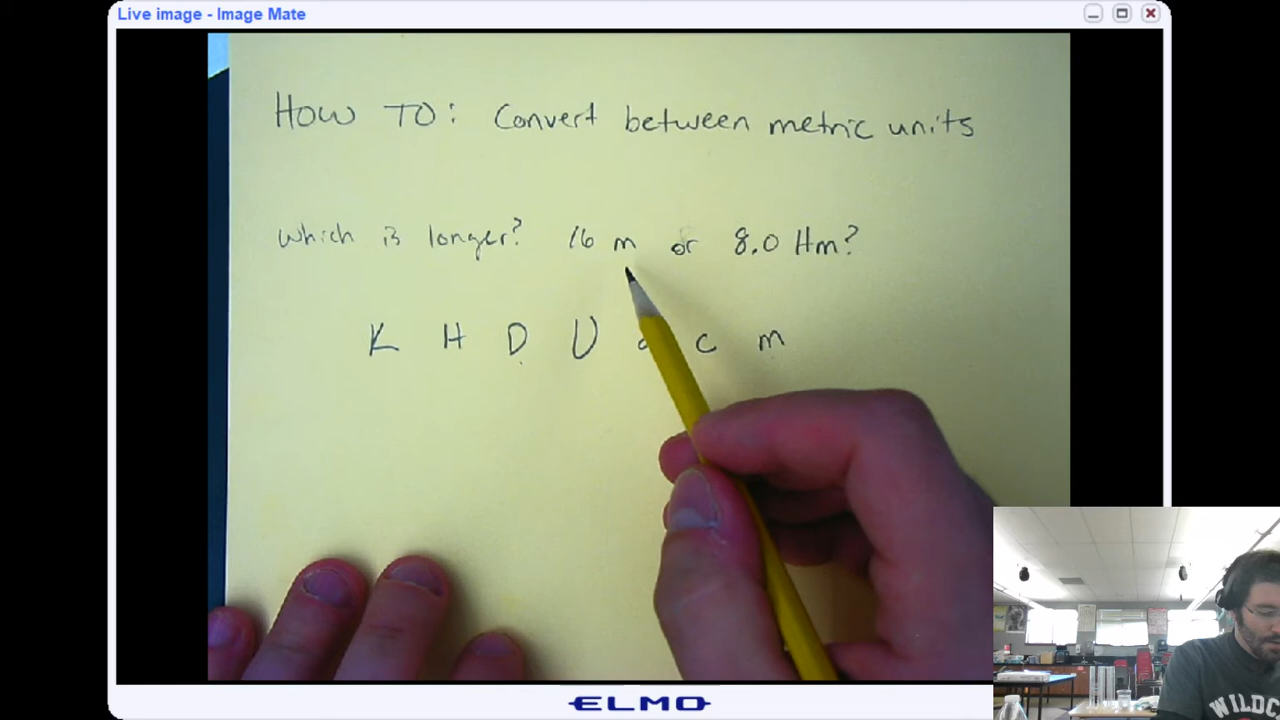 Live image - Image Mate
How To: Convert between metric units
Which is longer? 16 m or 8.0 Hm?
K H D U d c m
ELMO
WILDC